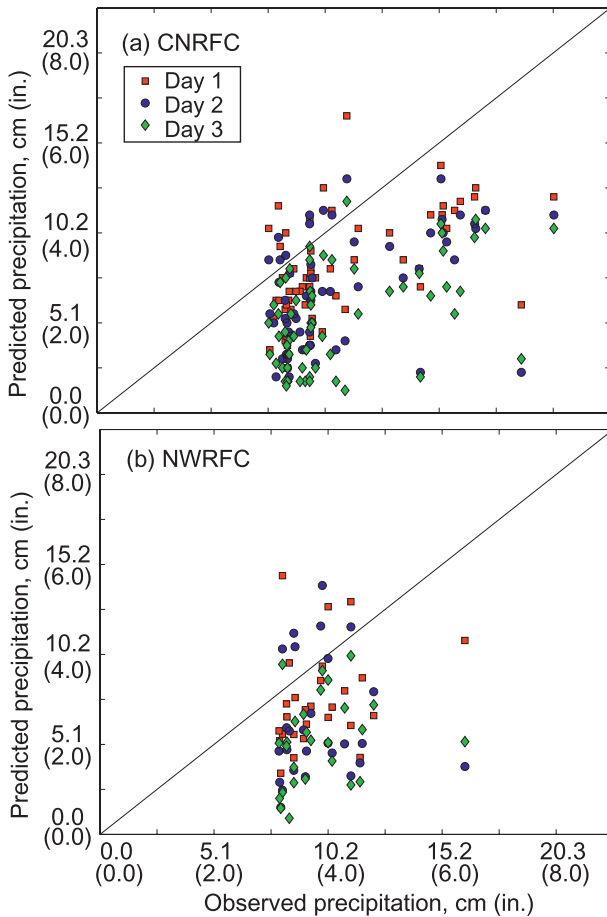 (a) CNRFC
Day 1
Day 2
Day 3
Predicted precipitation, cm (in.)
20.3
(8.0)
15.2
(6.0)
10.2
(4.0)
5.1
(2.0)
0.0
(0.0)
(b) NWRFC
Predicted precipitation, cm (in.)
20.3
(8.0)
15.2
(6.0)
10.2
(4.0)
5.1
(2.0)
0.0
(0.0)
0.0 5.1 10.2 15.2 20.3
(0.0) (2.0) (4.0) (6.0) (8.0)
Observed precipitation, cm (in.)